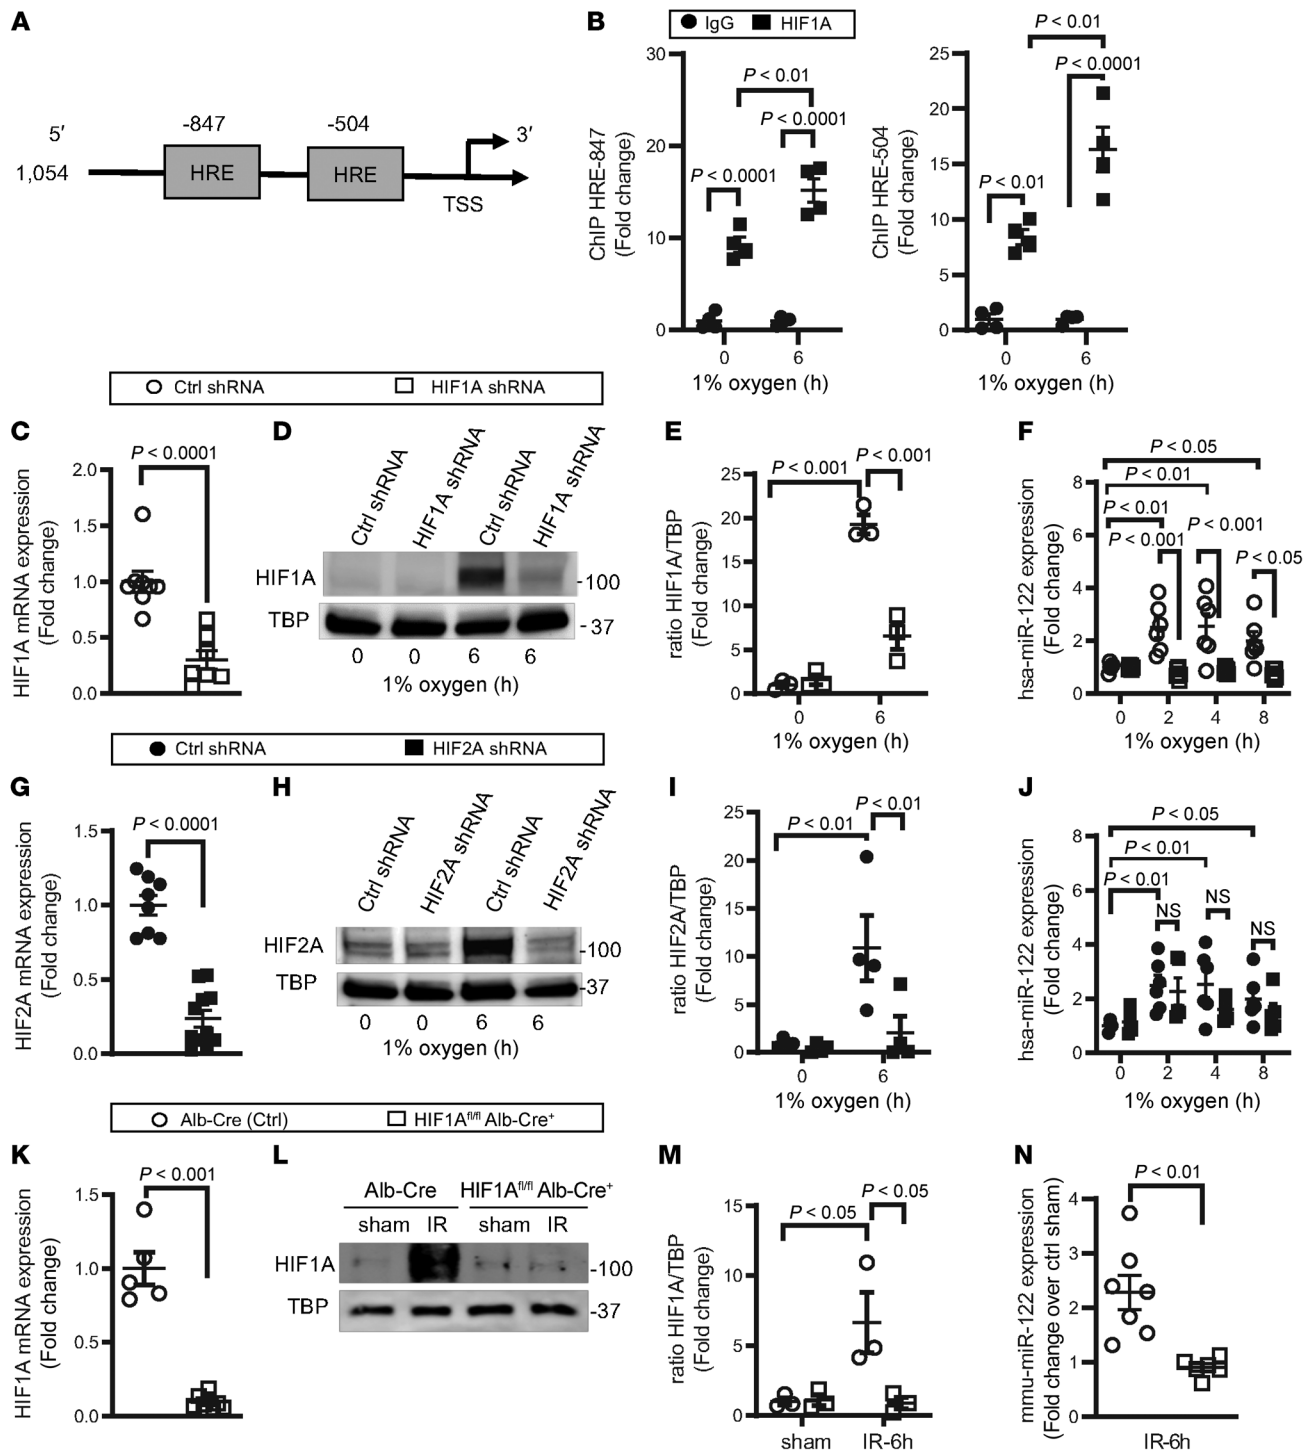 A
5′
1,054
-847
-504
HRE
HRE
TSS
3′
B
IgG
HIF1A
ChIP HRE-847
(Fold change)
30
20
10
0
P < 0.01
P < 0.0001
P < 0.0001
0
6
1% oxygen (h)
ChIP HRE-504
(Fold change)
25
20
15
10
5
0
P < 0.01
P < 0.0001
P < 0.01
0
6
1% oxygen (h)
Ctrl shRNA
HIF1A shRNA
C
HIF1A mRNA expression
(Fold change)
2.0
1.5
1.0
0.5
0.0
P < 0.0001
D
Ctrl shRNA
HIF1A shRNA
Ctrl shRNA
HIF1A shRNA
HIF1A
-100
TBP
-37
0
0
6
6
1% oxygen (h)
E
ratio HIF1A/TBP
(Fold change)
25
20
15
10
5
0
P < 0.001
P < 0.001
0
6
1% oxygen (h)
F
hsa-miR-122 expression
(Fold change)
8
6
4
2
0
P < 0.05
P < 0.01
P < 0.01
P < 0.001
P < 0.001
P < 0.05
0
2
4
8
1% oxygen (h)
Ctrl shRNA
HIF2A shRNA
G
HIF2A mRNA expression
(Fold change)
1.5
1.0
0.5
0.0
P < 0.0001
H
Ctrl shRNA
HIF2A shRNA
Ctrl shRNA
HIF2A shRNA
HIF2A
-100
TBP
-37
0
0
6
6
1% oxygen (h)
I
ratio HIF2A/TBP
(Fold change)
25
20
15
10
5
0
P < 0.01
P < 0.01
0
6
1% oxygen (h)
J
hsa-miR-122 expression
(Fold change)
8
6
4
2
0
P < 0.05
P < 0.01
P < 0.01
NS
NS
NS
0
2
4
8
1% oxygen (h)
Alb-Cre (Ctrl)
HIF1Afl/fl Alb-Cre+
K
HIF1A mRNA expression
(Fold change)
1.5
1.0
0.5
0.0
P < 0.001
L
Alb-Cre
HIF1Afl/fl Alb-Cre+
sham
IR
sham
IR
HIF1A
-100
TBP
-37
M
ratio HIF1A/TBP
(Fold change)
15
10
5
0
P < 0.05
P < 0.05
sham
IR-6h
N
mmu-miR-122 expression
(Fold change over ctrl sham)
4
3
2
1
0
P < 0.01
IR-6h